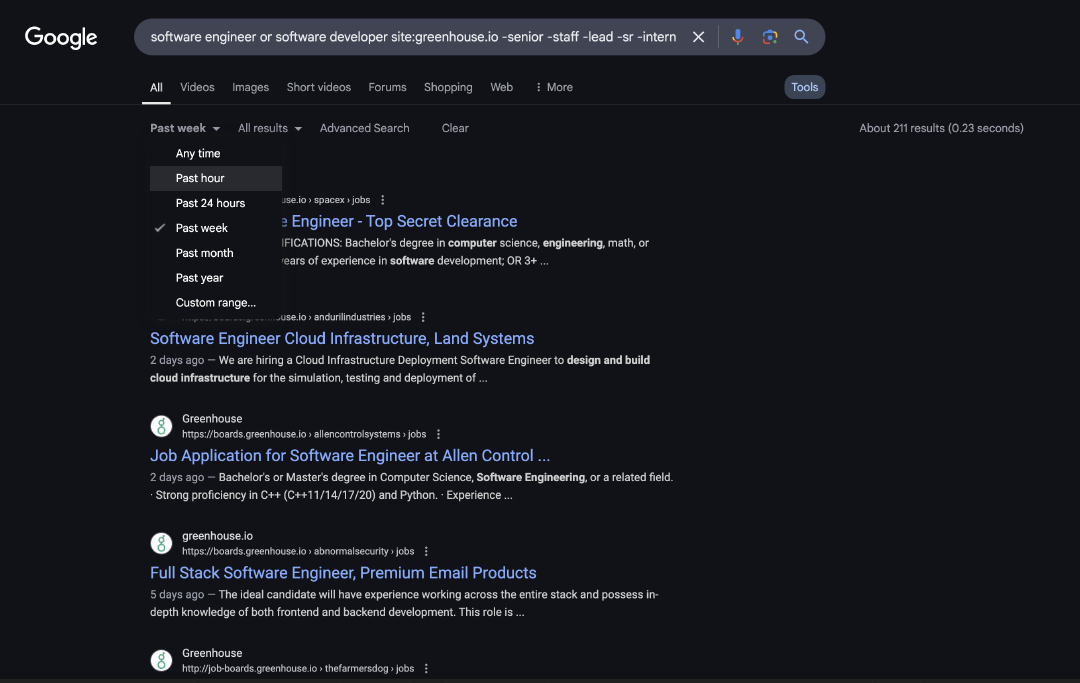 Google
software engineer or software developer site:greenhouse.io -senior -staff -lead -sr -intern
All Videos Images Short videos Forums Shopping Web More
Tools
Past week All results Advanced Search Clear
About 211 results (0.23 seconds)
Any time
Past hour
Past 24 hours
Past week
Past month
Past year
Custom range...
use.io › spacex › jobs
e Engineer - Top Secret Clearance
IFICATIONS: Bachelor's degree in computer science, engineering, math, or
years of experience in software development; OR 3+ ...
use.io › andurilindustries › jobs
Software Engineer Cloud Infrastructure, Land Systems
2 days ago — We are hiring a Cloud Infrastructure Deployment Software Engineer to design and build
cloud infrastructure for the simulation, testing and deployment of ...
Greenhouse
https://boards.greenhouse.io › allencontrolsystems › jobs
Job Application for Software Engineer at Allen Control ...
2 days ago — Bachelor's or Master's degree in Computer Science, Software Engineering, or a related field.
· Strong proficiency in C++ (C++11/14/17/20) and Python. · Experience ...
greenhouse.io
https://boards.greenhouse.io › abnormalsecurity › jobs
Full Stack Software Engineer, Premium Email Products
5 days ago — The ideal candidate will have experience working across the entire stack and possess in-
depth knowledge of both frontend and backend development. This role is ...
Greenhouse
http://job-boards.greenhouse.io › thefarmersdog › jobs